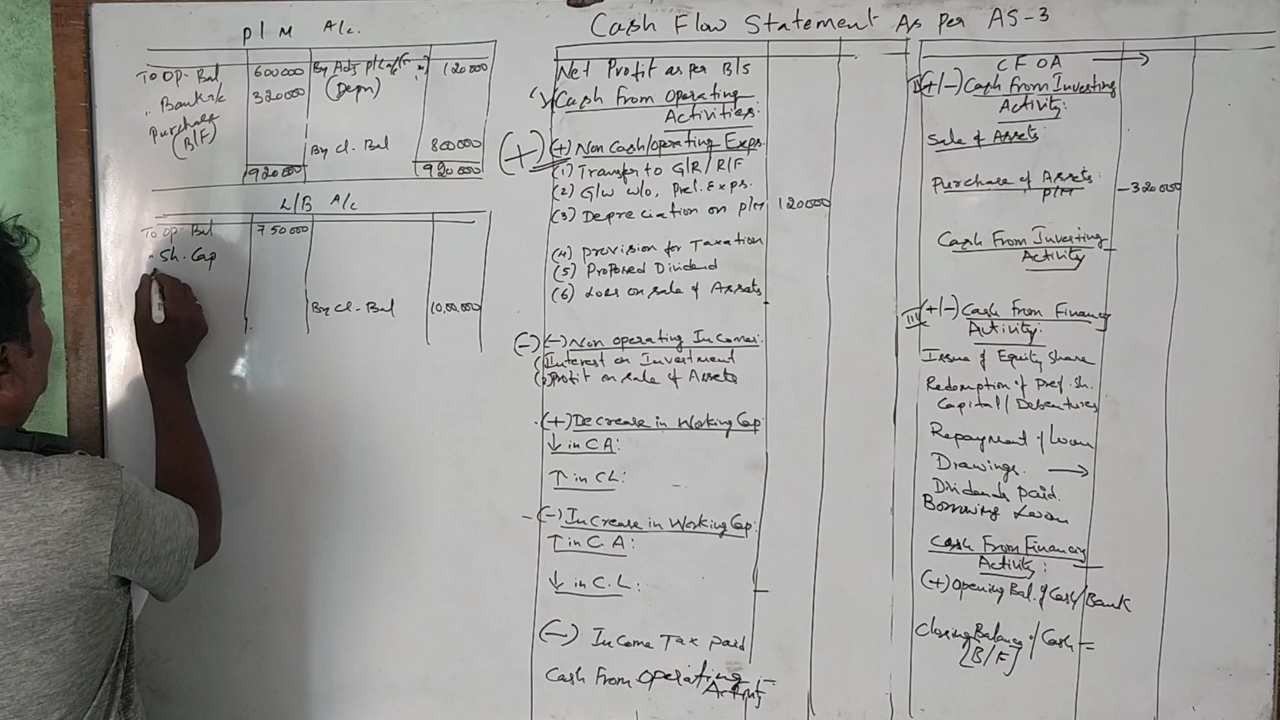 Cash Flow Statement As per AS-3
P/M A/c.
To Op. Bal 600000 By Adj P/L A/c 120000
" Bank A/c 320000 (Depn)
Purchase
(B/F)
By Cl. Bal 800000
920000 920000
L/B A/c
To Op. Bal 750000
" Sh. Cap
By Cl. Bal 10,00,000
Net Profit as per B/s
Cash From Operating
Activities:
(+) (+) Non Cash/operating Exps.
(1) Transfer to G/R / R/F
(2) G/w w/o, Prel. Exps.
(3) Depreciation on P/M 120000
(4) Provision for Taxation
(5) Proposed Dividend
(6) Loss on sale of Assets
(-) (-) Non operating Incomes:
Interest on Investment
Profit on sale of Assets
(+) Decrease in Working Cap
↓ in CA:
↑ in CL:
(-) Increase in Working Cap:
↑ in C.A:
↓ in C.L:
(-) Income Tax paid
Cash From Operating
Activity
CFOA →
II (+/-) Cash from Investing
Activity:
Sale of Assets:
Purchase of Assets:
P/M -320000
Cash From Investing
Activity
III (+/-) Cash from Financing
Activity:
Issue of Equity Share
Redemption of Pref. Sh.
Capital / Debentures
Repayment of Loan
Drawings. →
Dividend paid.
Borrowing Loan
Cash From Financing
Activity:
(+) Opening Bal. of Cash/Bank
Closing Balance of Cash =
[B/F]